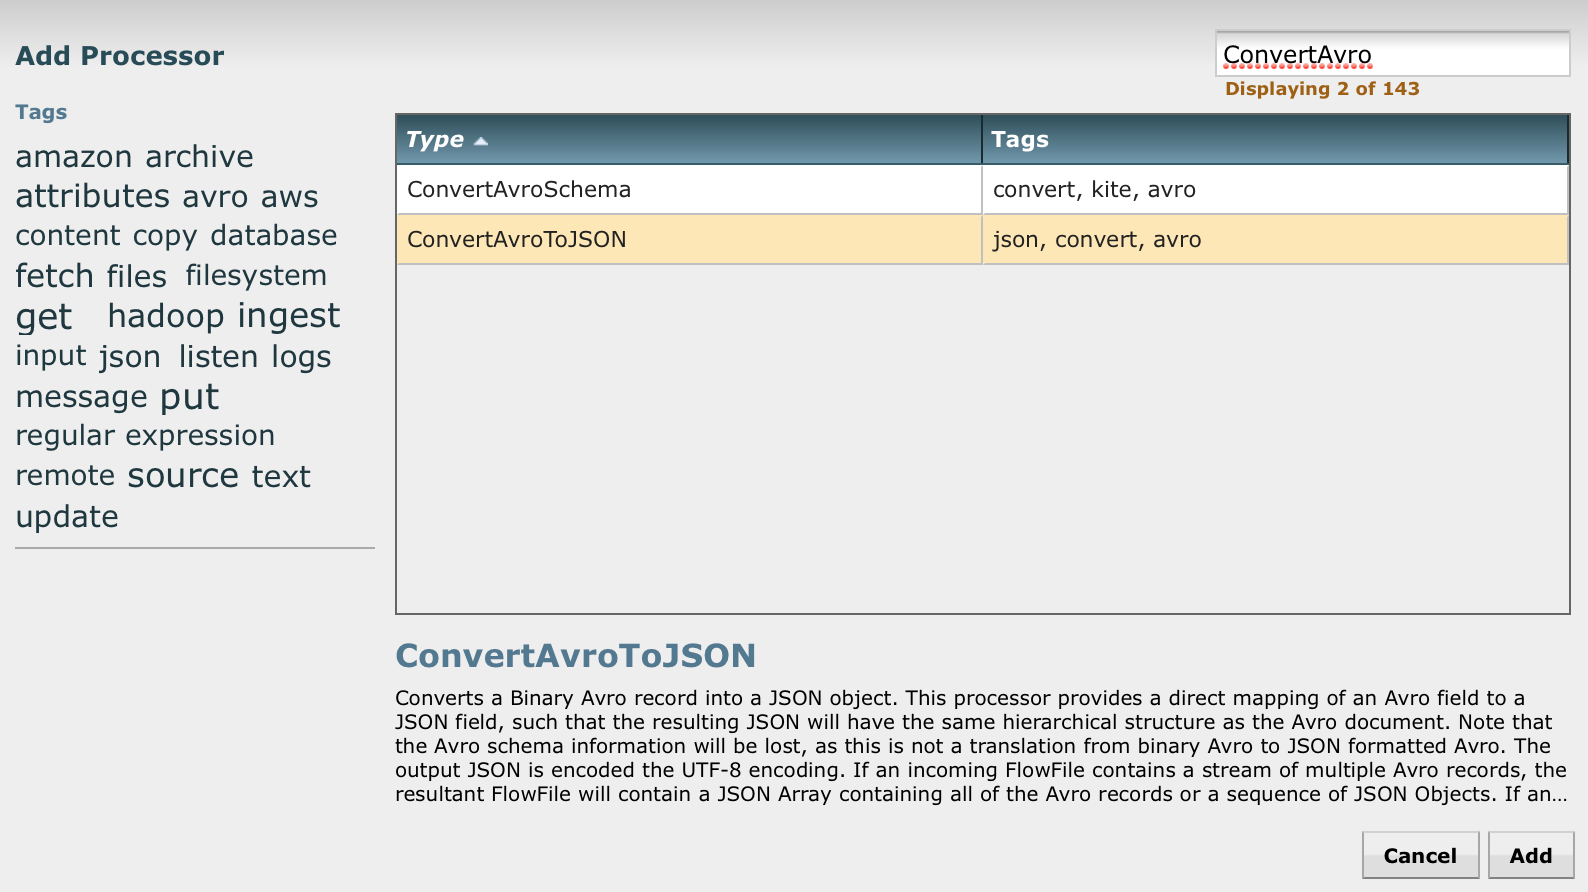 Add Processor
ConvertAvro
Displaying 2 of 143
Tags
amazon archive
attributes avro aws
content copy database
fetch files filesystem
get hadoop ingest
input json listen logs
message put
regular expression
remote source text
update
Type Tags
ConvertAvroSchema convert, kite, avro
ConvertAvroToJSON json, convert, avro
ConvertAvroToJSON
Converts a Binary Avro record into a JSON object. This processor provides a direct mapping of an Avro field to a
JSON field, such that the resulting JSON will have the same hierarchical structure as the Avro document. Note that
the Avro schema information will be lost, as this is not a translation from binary Avro to JSON formatted Avro. The
output JSON is encoded the UTF-8 encoding. If an incoming FlowFile contains a stream of multiple Avro records, the
resultant FlowFile will contain a JSON Array containing all of the Avro records or a sequence of JSON Objects. If an...
Cancel Add